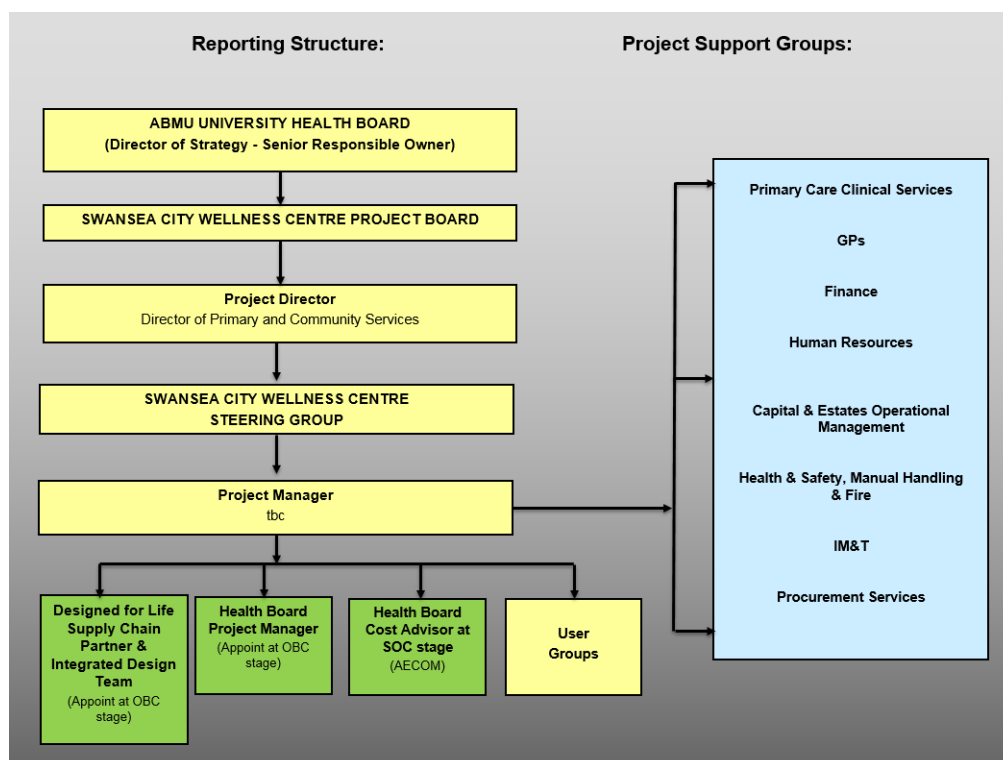 Reporting Structure:
Project Support Groups:
ABMU UNIVERSITY HEALTH BOARD
(Director of Strategy - Senior Responsible Owner)
SWANSEA CITY WELLNESS CENTRE PROJECT BOARD
Project Director
Director of Primary and Community Services
SWANSEA CITY WELLNESS CENTRE
STEERING GROUP
Project Manager
tbc
Designed for Life
Supply Chain
Partner &
Integrated Design
Team
(Appoint at OBC
stage)
Health Board
Project Manager
(Appoint at OBC
stage)
Health Board
Cost Advisor at
SOC stage
(AECOM)
User
Groups
Primary Care Clinical Services
GPs
Finance
Human Resources
Capital & Estates Operational
Management
Health & Safety, Manual Handling
& Fire
IM&T
Procurement Services